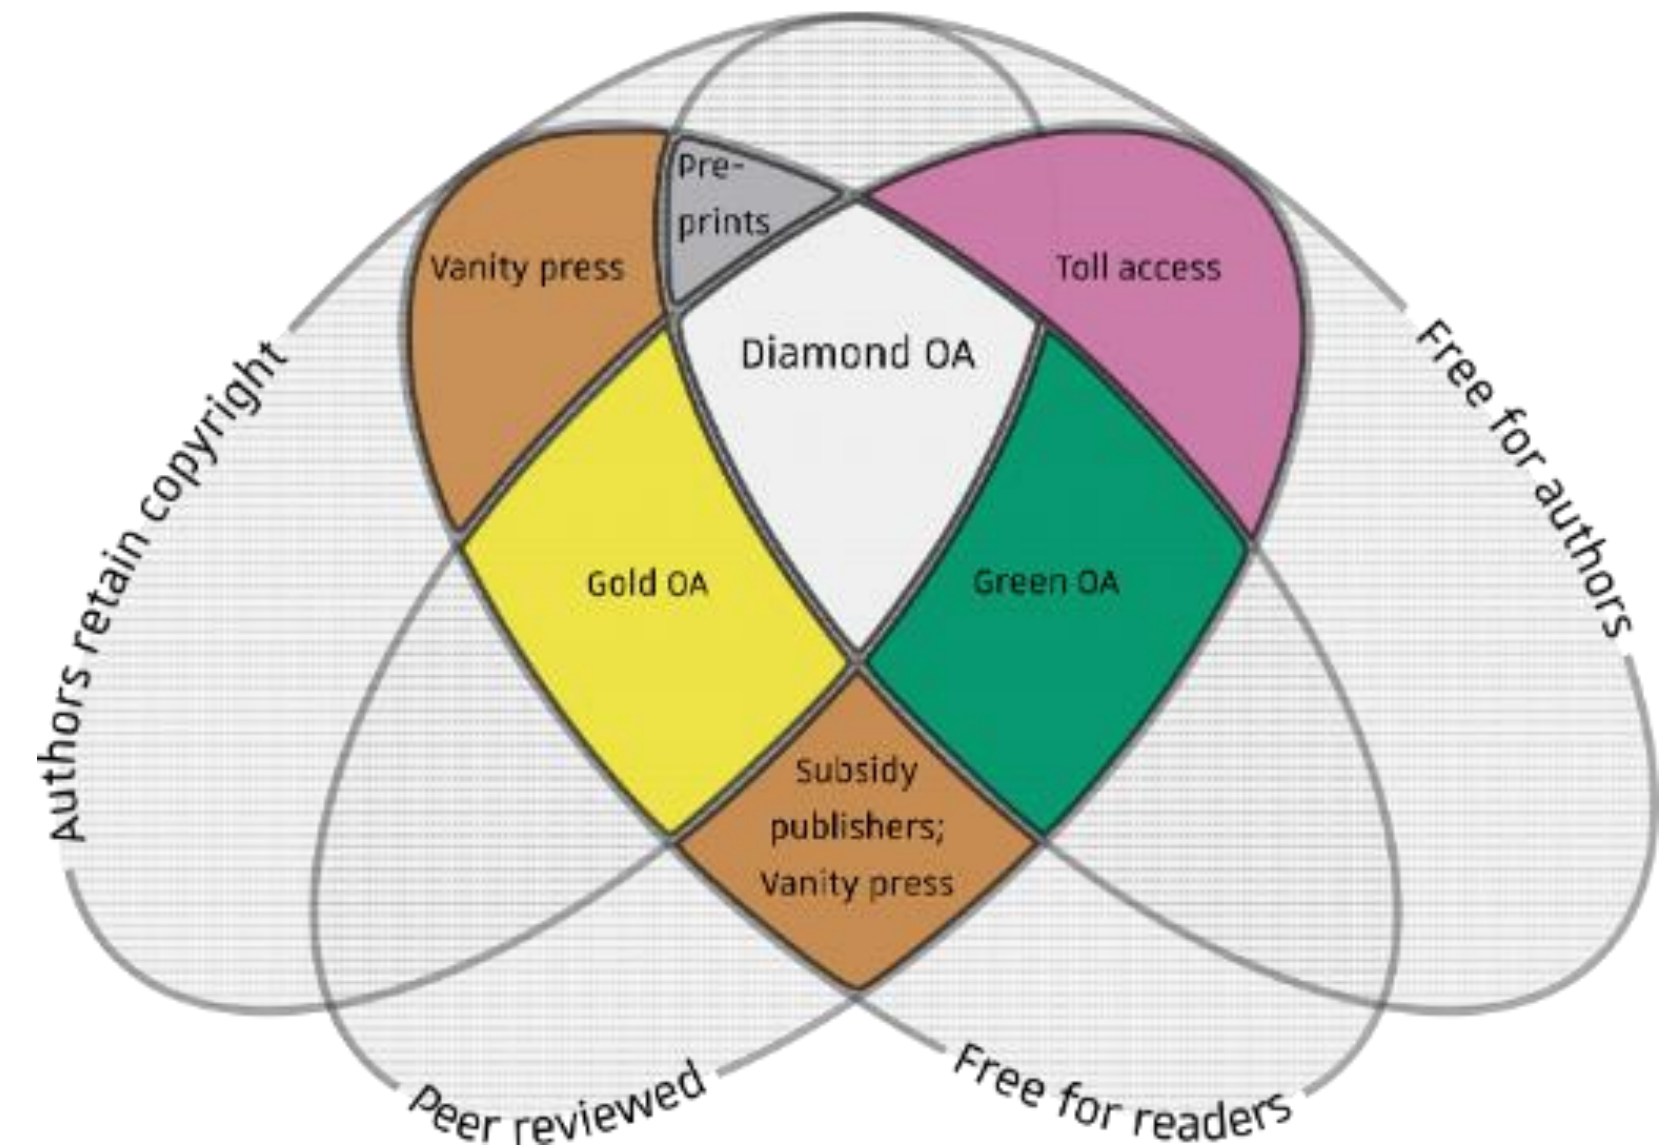 Pre-
prints
Vanity press
Toll access
Diamond OA
Authors retain copyright
Free for authors
Gold OA
Green OA
Subsidy
publishers;
Vanity press
Peer reviewed
Free for readers